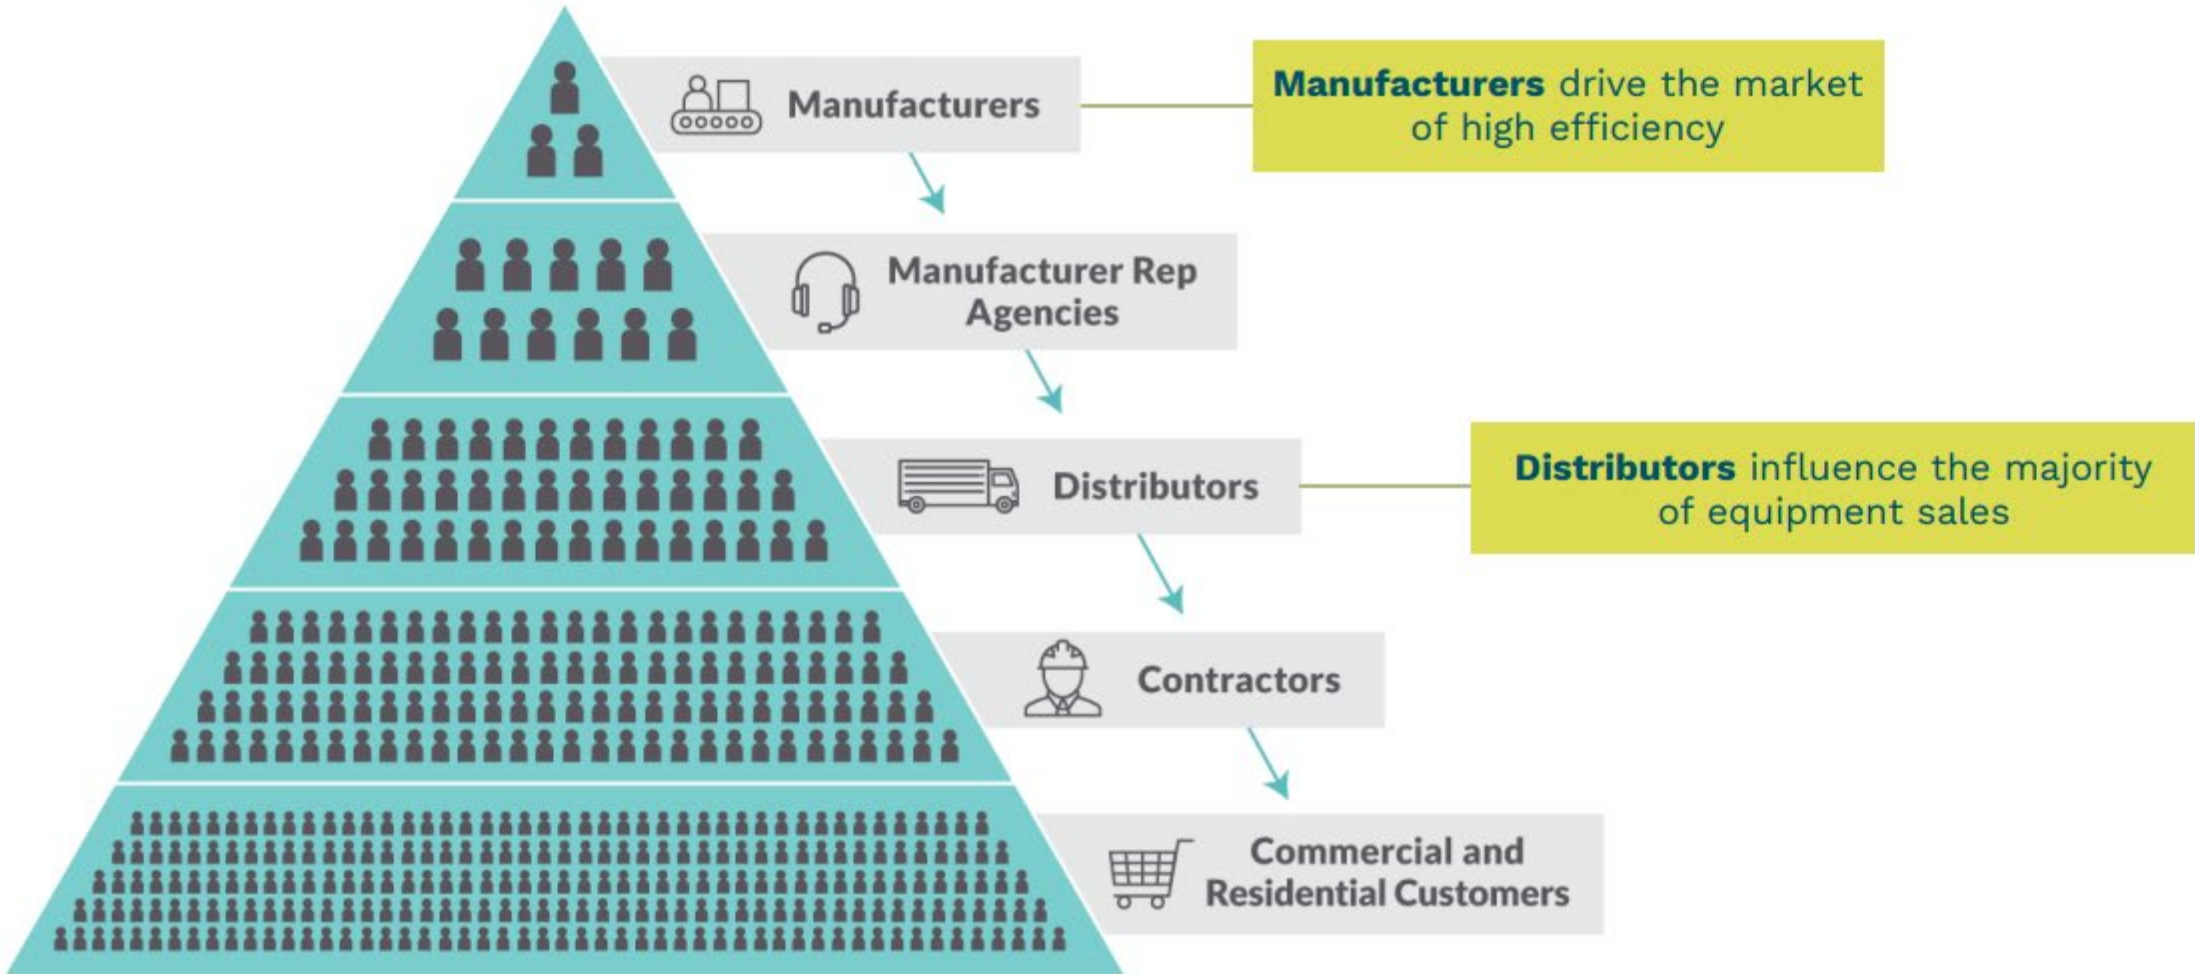 Manufacturers
Manufacturers drive the market
of high efficiency
Manufacturer Rep
Agencies
Distributors
Distributors influence the majority
of equipment sales
Contractors
Commercial and
Residential Customers